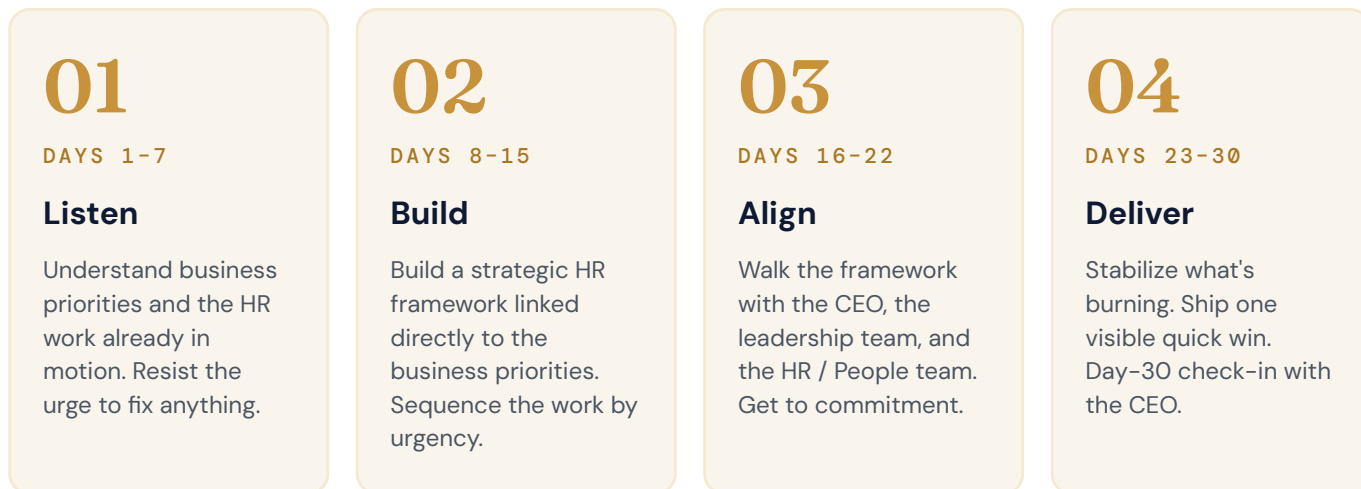 01
DAYS 1–7
Listen
Understand business
priorities and the HR
work already in
motion. Resist the
urge to fix anything.
02
DAYS 8–15
Build
Build a strategic HR
framework linked
directly to the
business priorities.
Sequence the work by
urgency.
03
DAYS 16–22
Align
Walk the framework
with the CEO, the
leadership team, and
the HR / People team.
Get to commitment.
04
DAYS 23–30
Deliver
Stabilize what's
burning. Ship one
visible quick win.
Day-30 check-in with
the CEO.